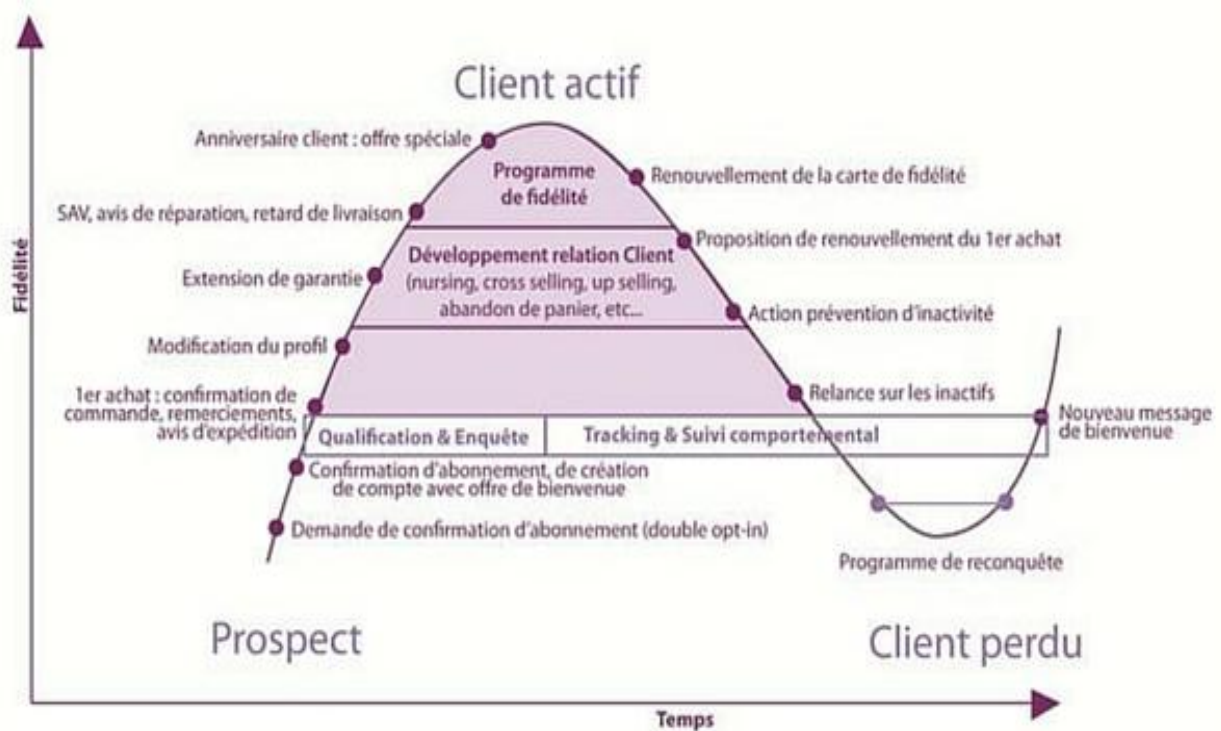 Client actif
Anniversaire client : offre spéciale
Programme
de fidélité
Renouvellement de la carte de fidélité
SAV, avis de réparation, retard de livraison
Proposition de renouvellement du 1er achat
Développement relation Client
(nursing, cross selling, up selling,
abandon de panier, etc...
Extension de garantie
Action prévention d'inactivité
Modification du profil
1er achat : confirmation de
commande, remerciements,
avis d'expédition
Relance sur les inactifs
Nouveau message
de bienvenue
Qualification & Enquête
Tracking & Suivi comportemental
Confirmation d'abonnement, de création
de compte avec offre de bienvenue
Demande de confirmation d'abonnement (double opt-in)
Programme de reconquête
Prospect
Client perdu
Fidélité
Temps